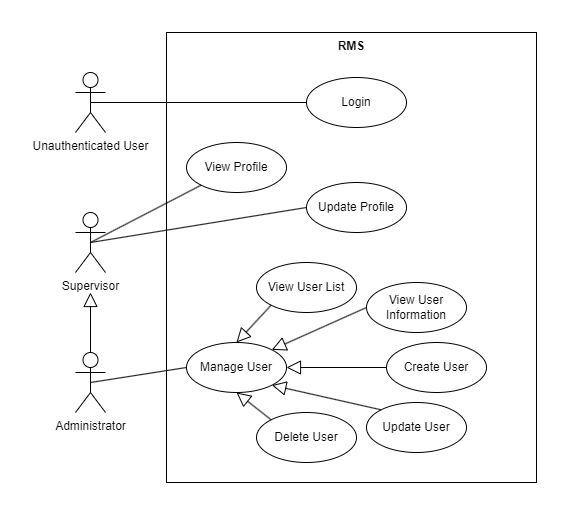 RMS
Login
Unauthenticated User
View Profile
Update Profile
Supervisor
View User List
View User
Information
Manage User
Create User
Administrator
Update User
Delete User